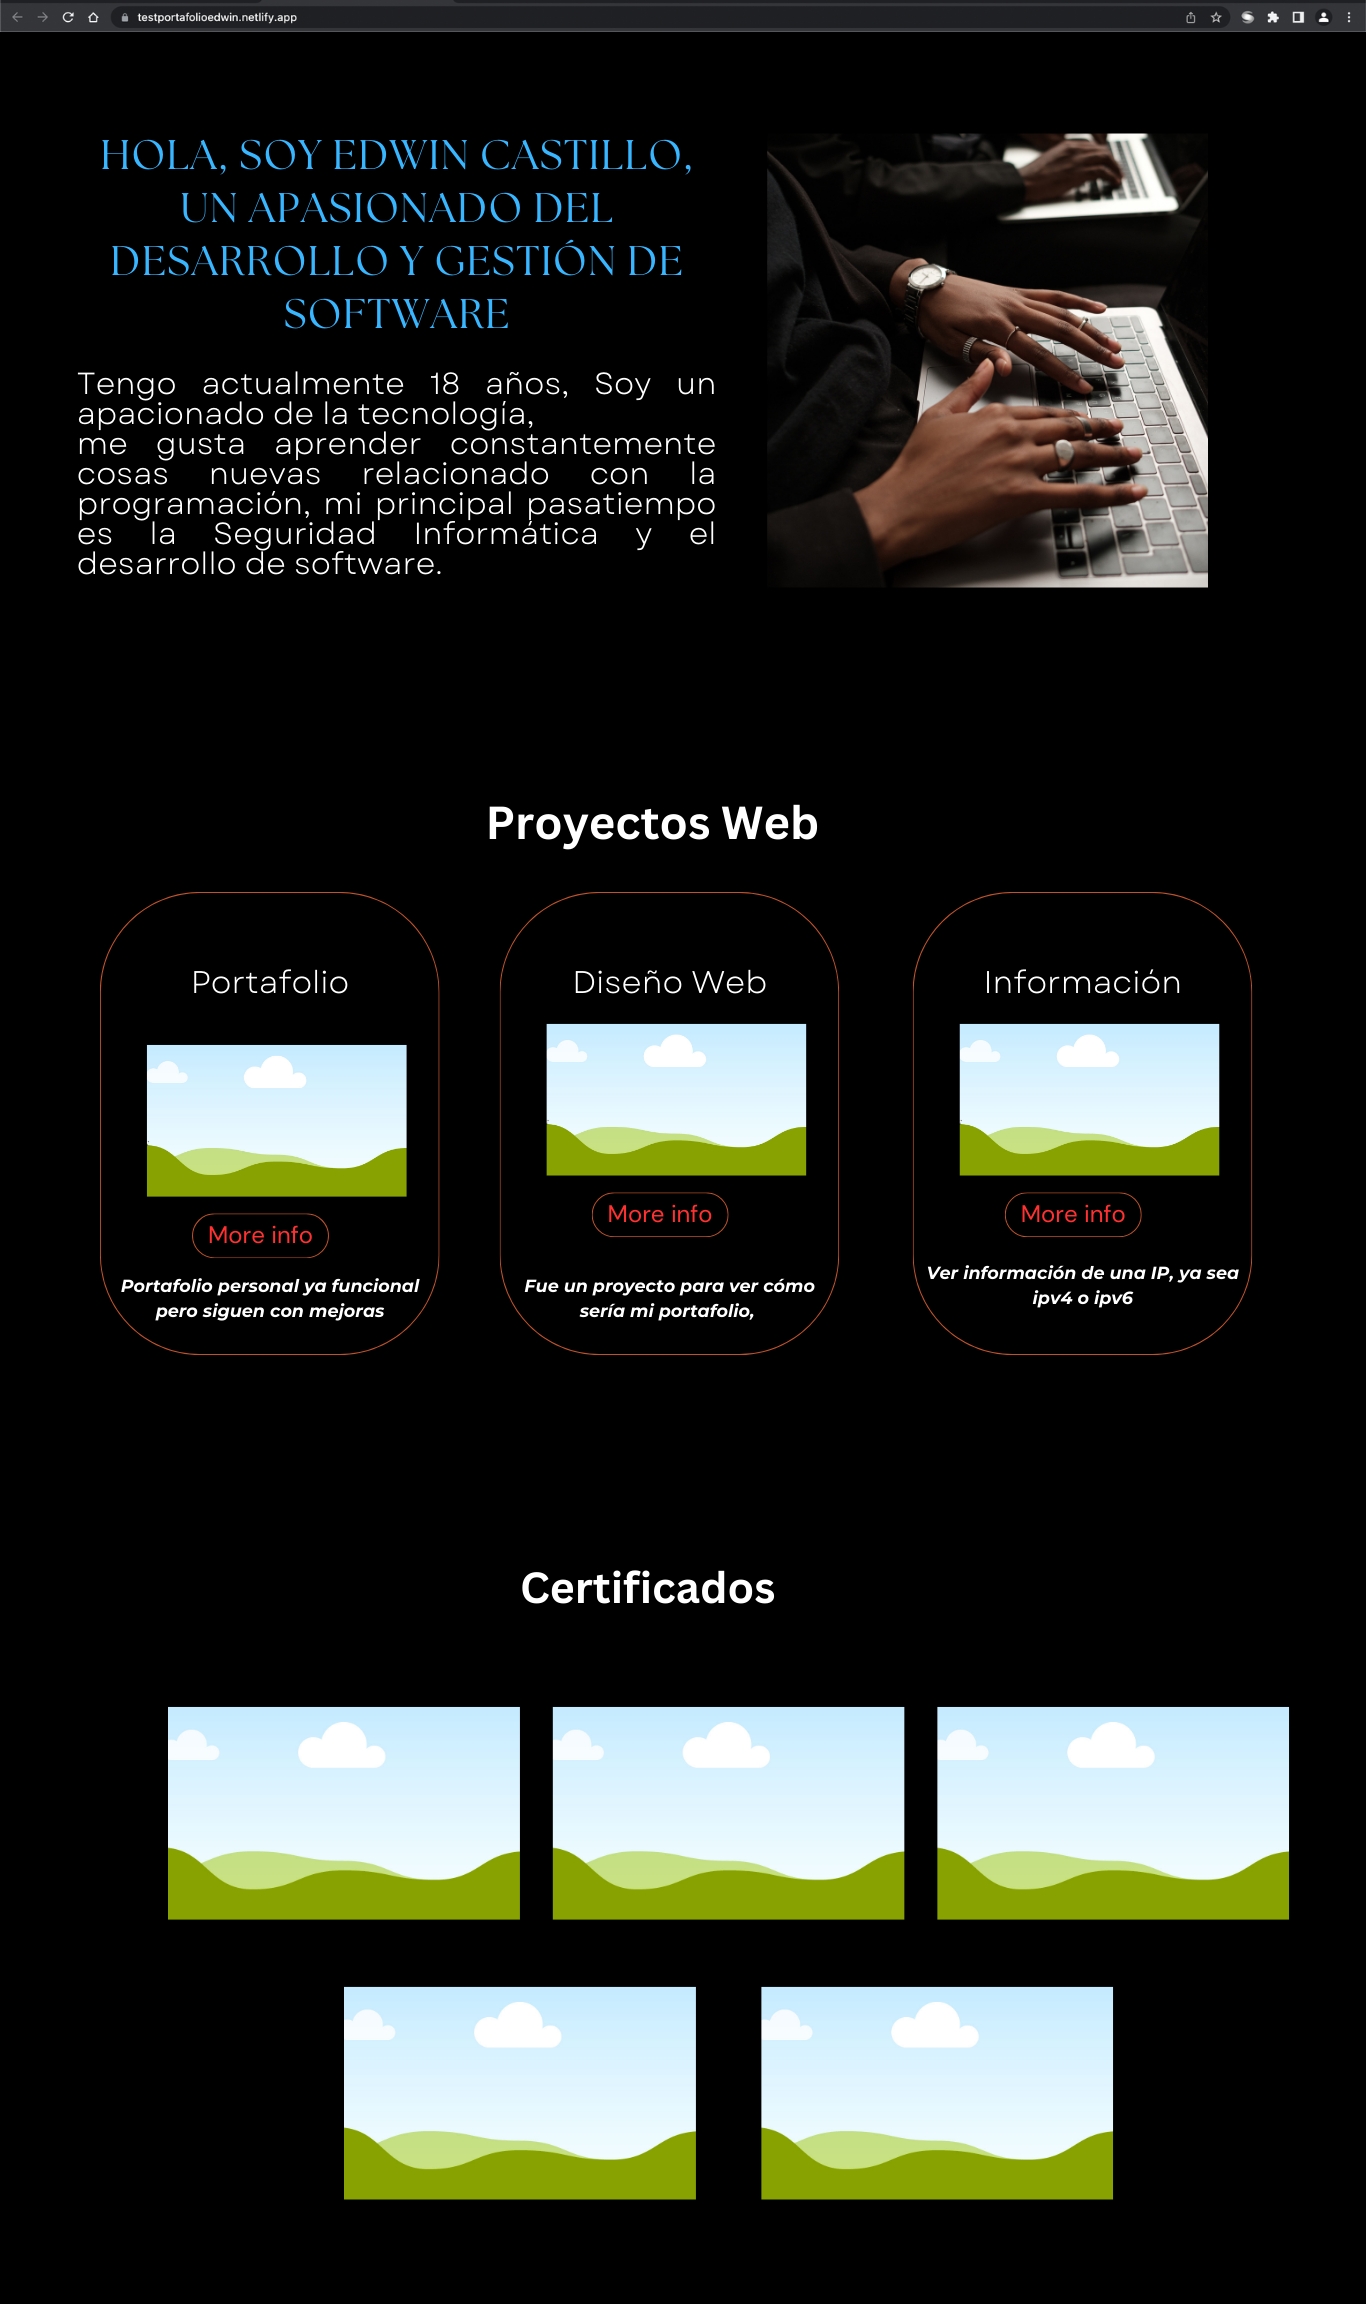 testportafolioedwin.netlify.app
HOLA, SOY EDWIN CASTILLO,
UN APASIONADO DEL
DESARROLLO Y GESTIÓN DE
SOFTWARE
Tengo actualmente 18 años, Soy un
apacionado de la tecnología,
me gusta aprender constantemente
cosas nuevas relacionado con la
programación, mi principal pasatiempo
es la Seguridad Informática y el
desarrollo de software.
Proyectos Web
Portafolio
More info
Portafolio personal ya funcional
pero siguen con mejoras
Diseño Web
More info
Fue un proyecto para ver cómo
sería mi portafolio,
Información
More info
Ver información de una IP, ya sea
ipv4 o ipv6
Certificados